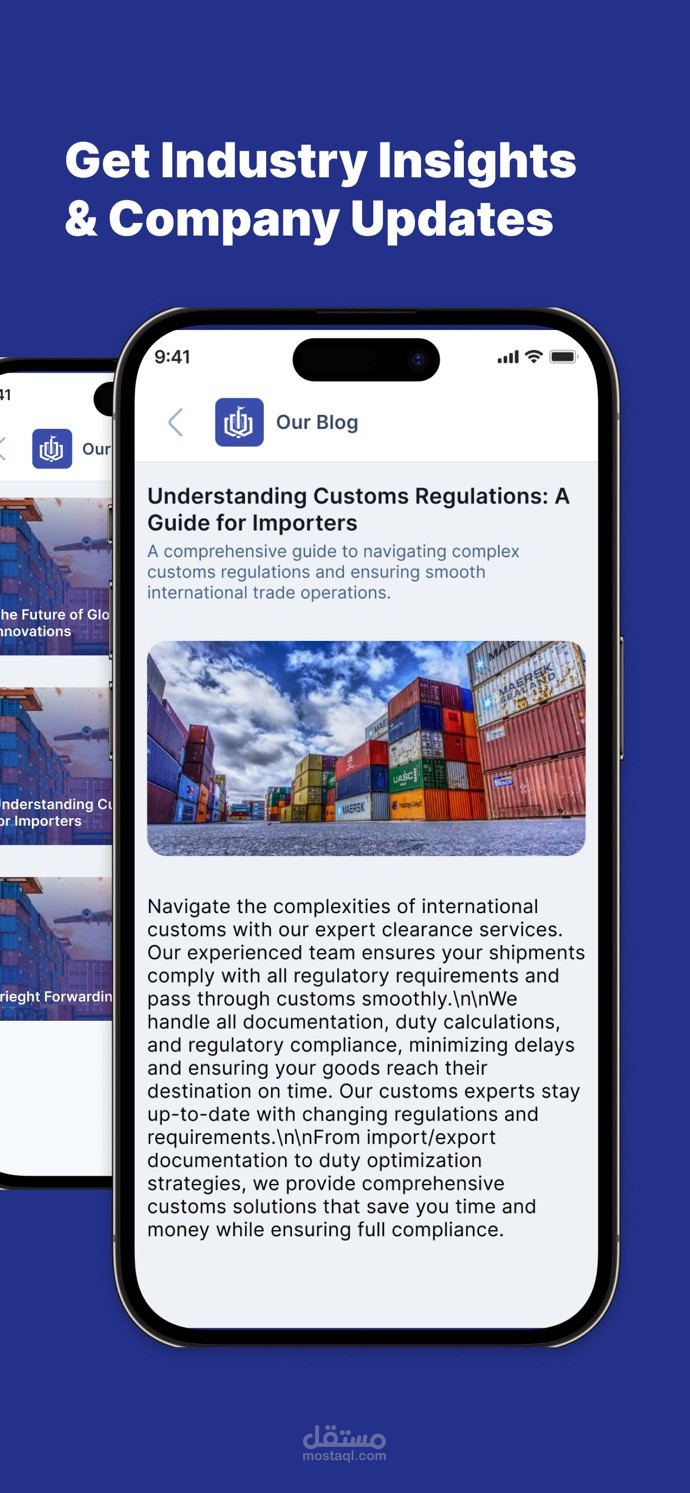 Get Industry Insights
& Company Updates
9:41
Our Blog
Understanding Customs Regulations: A
Guide for Importers
A comprehensive guide to navigating complex
customs regulations and ensuring smooth
international trade operations.
MAERSK
SEALAND
UASC
MAERSK
Navigate the complexities of international
customs with our expert clearance services.
Our experienced team ensures your shipments
comply with all regulatory requirements and
pass through customs smoothly.\n\nWe
handle all documentation, duty calculations,
and regulatory compliance, minimizing delays
and ensuring your goods reach their
destination on time. Our customs experts stay
up-to-date with changing regulations and
requirements.\n\nFrom import/export
documentation to duty optimization
strategies, we provide comprehensive
customs solutions that save you time and
money while ensuring full compliance.
41
Our
he Future of Glo
nnovations
Understanding Cu
or Importers
rieght Forwardin
مستقل
mostaql.com